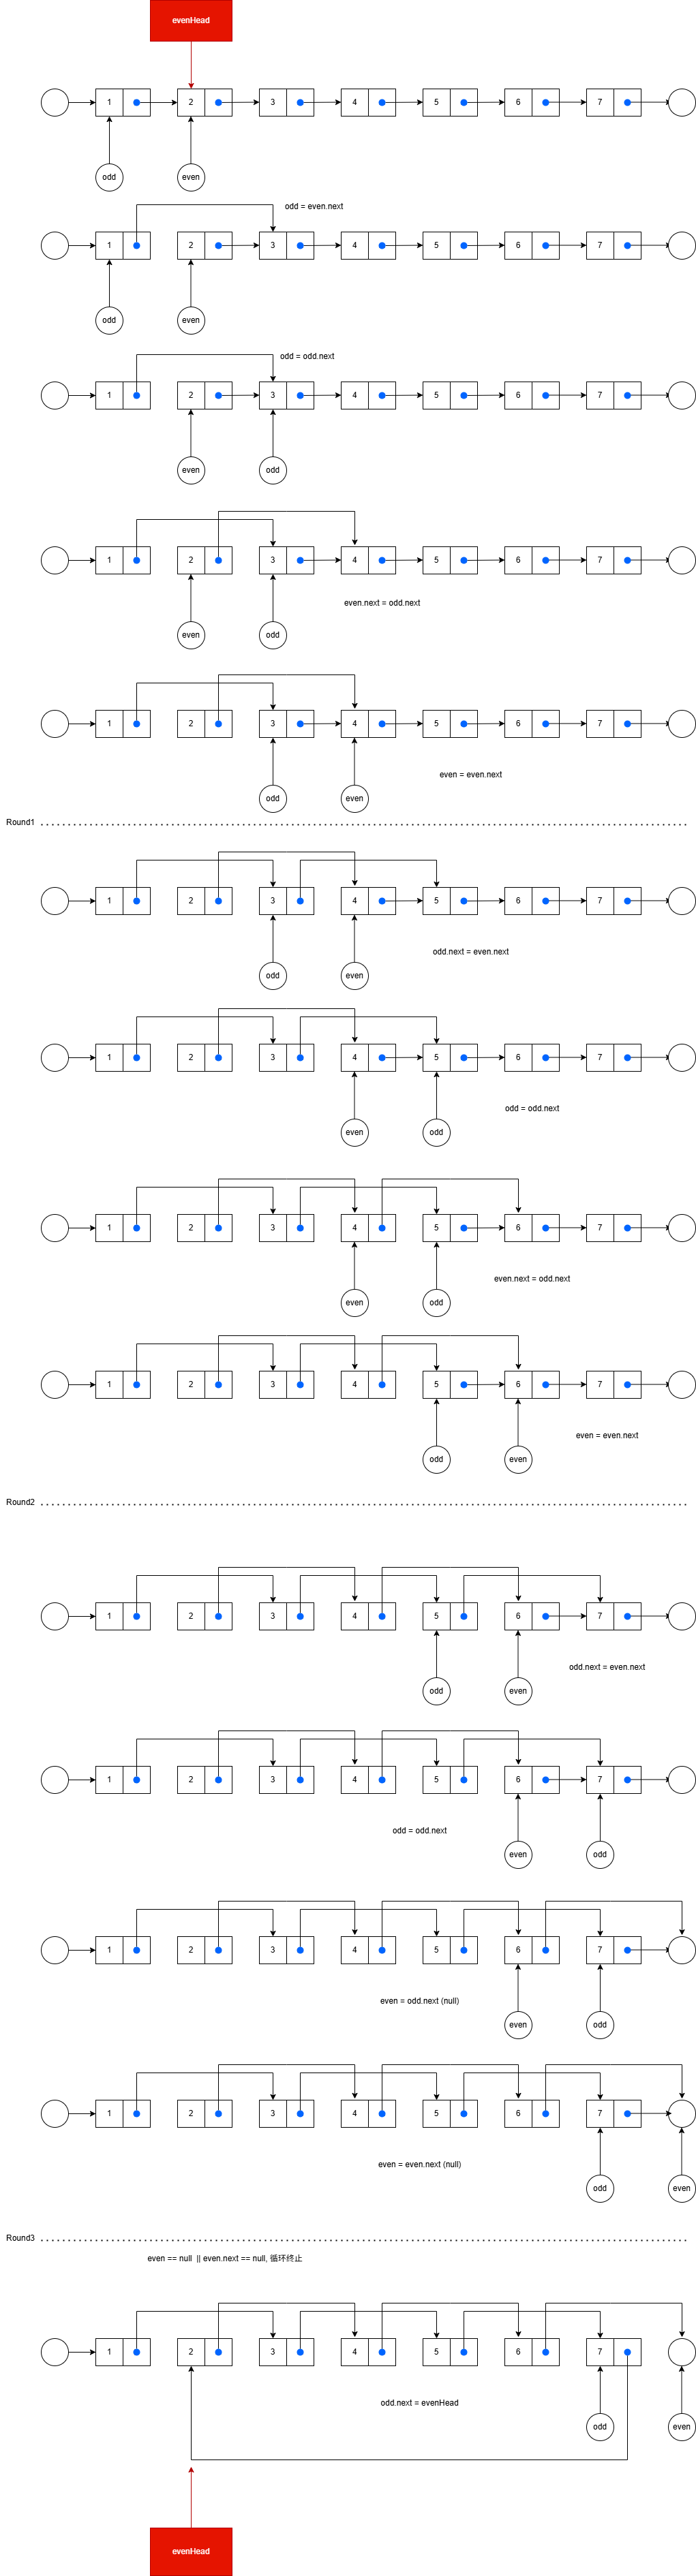 evenHead
1 2 3 4 5 6 7
odd even
odd = even.next
1 2 3 4 5 6 7
odd even
odd = odd.next
1 2 3 4 5 6 7
even odd
1 2 3 4 5 6 7
even.next = odd.next
even odd
1 2 3 4 5 6 7
even = even.next
odd even
Round1
1 2 3 4 5 6 7
odd.next = even.next
odd even
1 2 3 4 5 6 7
odd = odd.next
even odd
1 2 3 4 5 6 7
even.next = odd.next
even odd
1 2 3 4 5 6 7
even = even.next
odd even
Round2
1 2 3 4 5 6 7
odd.next = even.next
odd even
1 2 3 4 5 6 7
odd = odd.next
even odd
1 2 3 4 5 6 7
even = odd.next (null)
even odd
1 2 3 4 5 6 7
even = even.next (null)
odd even
Round3
even == null || even.next == null, 循环终止
1 2 3 4 5 6 7
odd.next = evenHead
odd even
evenHead